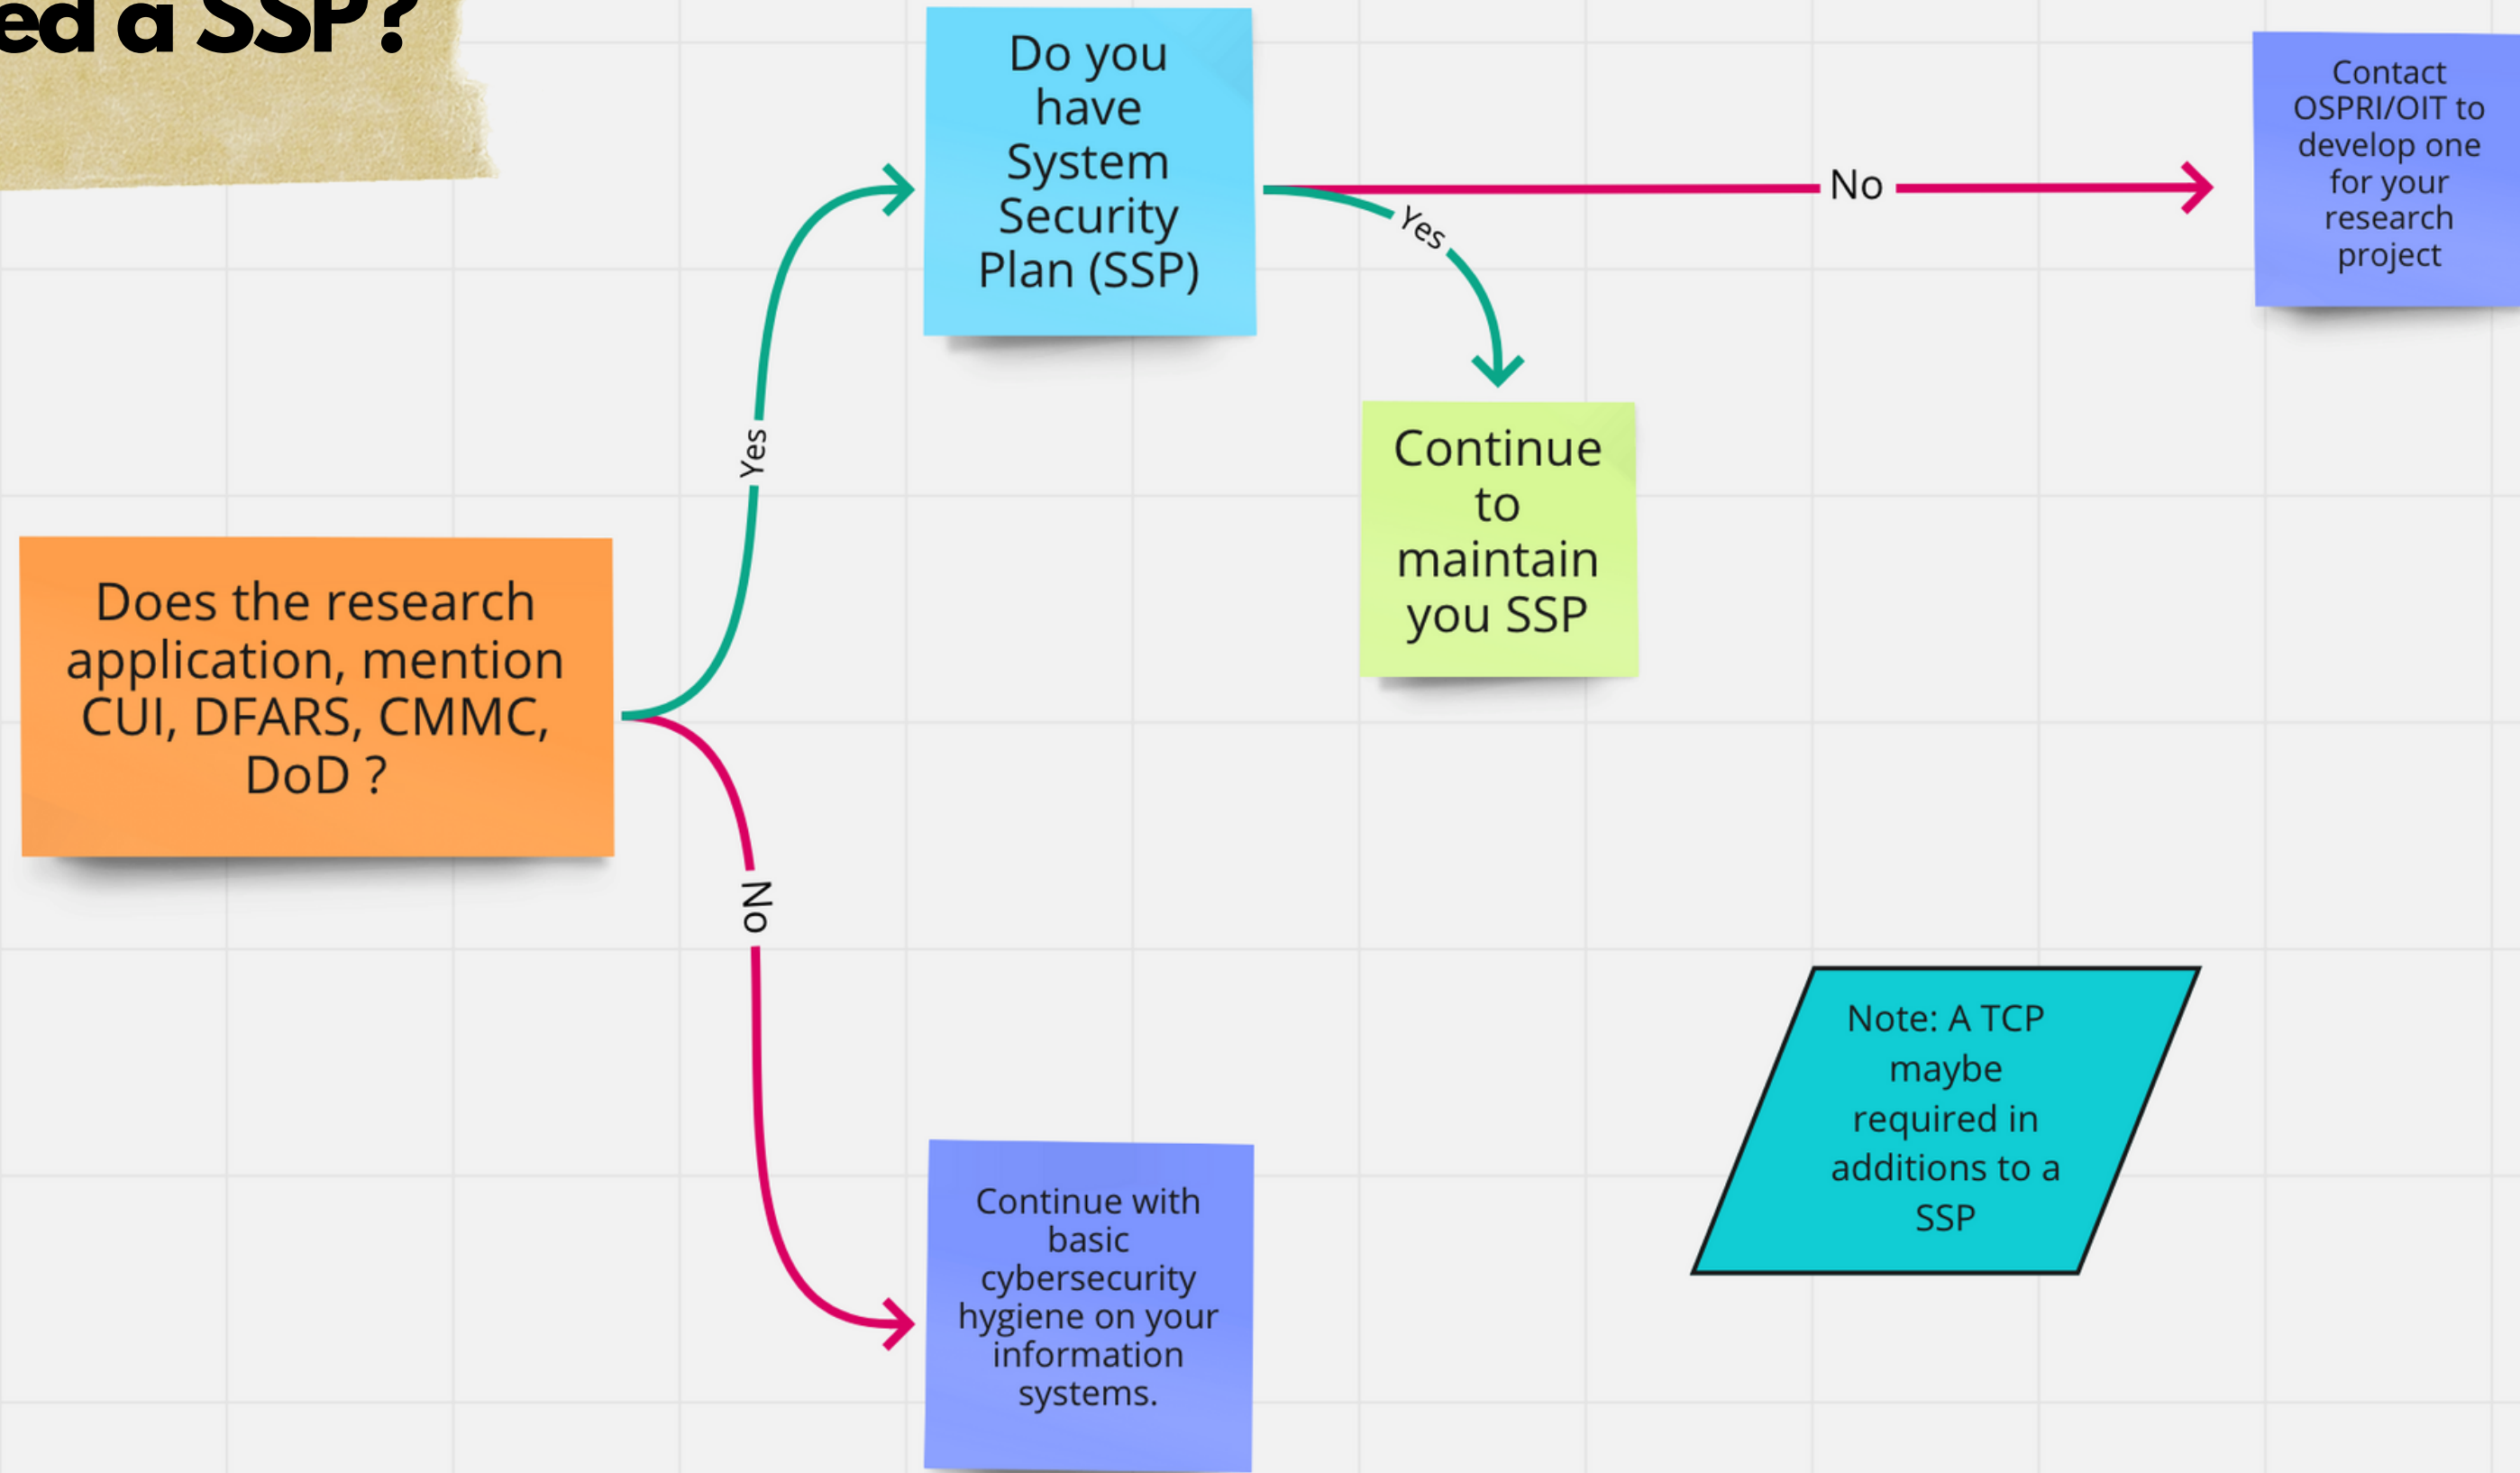 ed a SSP?
Do you
have
System
Security
Plan (SSP)
No
Contact
OSPRI/OIT to
develop one
for your
research
project
Yes
Continue
to
maintain
you SSP
Yes
Does the research
application, mention
CUI, DFARS, CMMC,
DoD ?
No
Continue with
basic
cybersecurity
hygiene on your
information
systems.
Note: A TCP
maybe
required in
additions to a
SSP